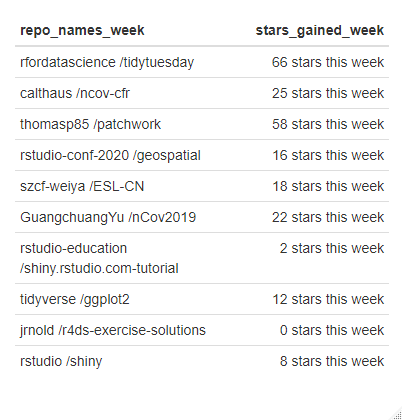 repo_names_week stars_gained_week
rfordatascience /tidytuesday 66 stars this week
calthaus /ncov-cfr 25 stars this week
thomasp85 /patchwork 58 stars this week
rstudio-conf-2020 /geospatial 16 stars this week
szcf-weiya /ESL-CN 18 stars this week
GuangchuangYu /nCov2019 22 stars this week
rstudio-education 2 stars this week
/shiny.rstudio.com-tutorial
tidyverse /ggplot2 12 stars this week
jrnold /r4ds-exercise-solutions 0 stars this week
rstudio /shiny 8 stars this week